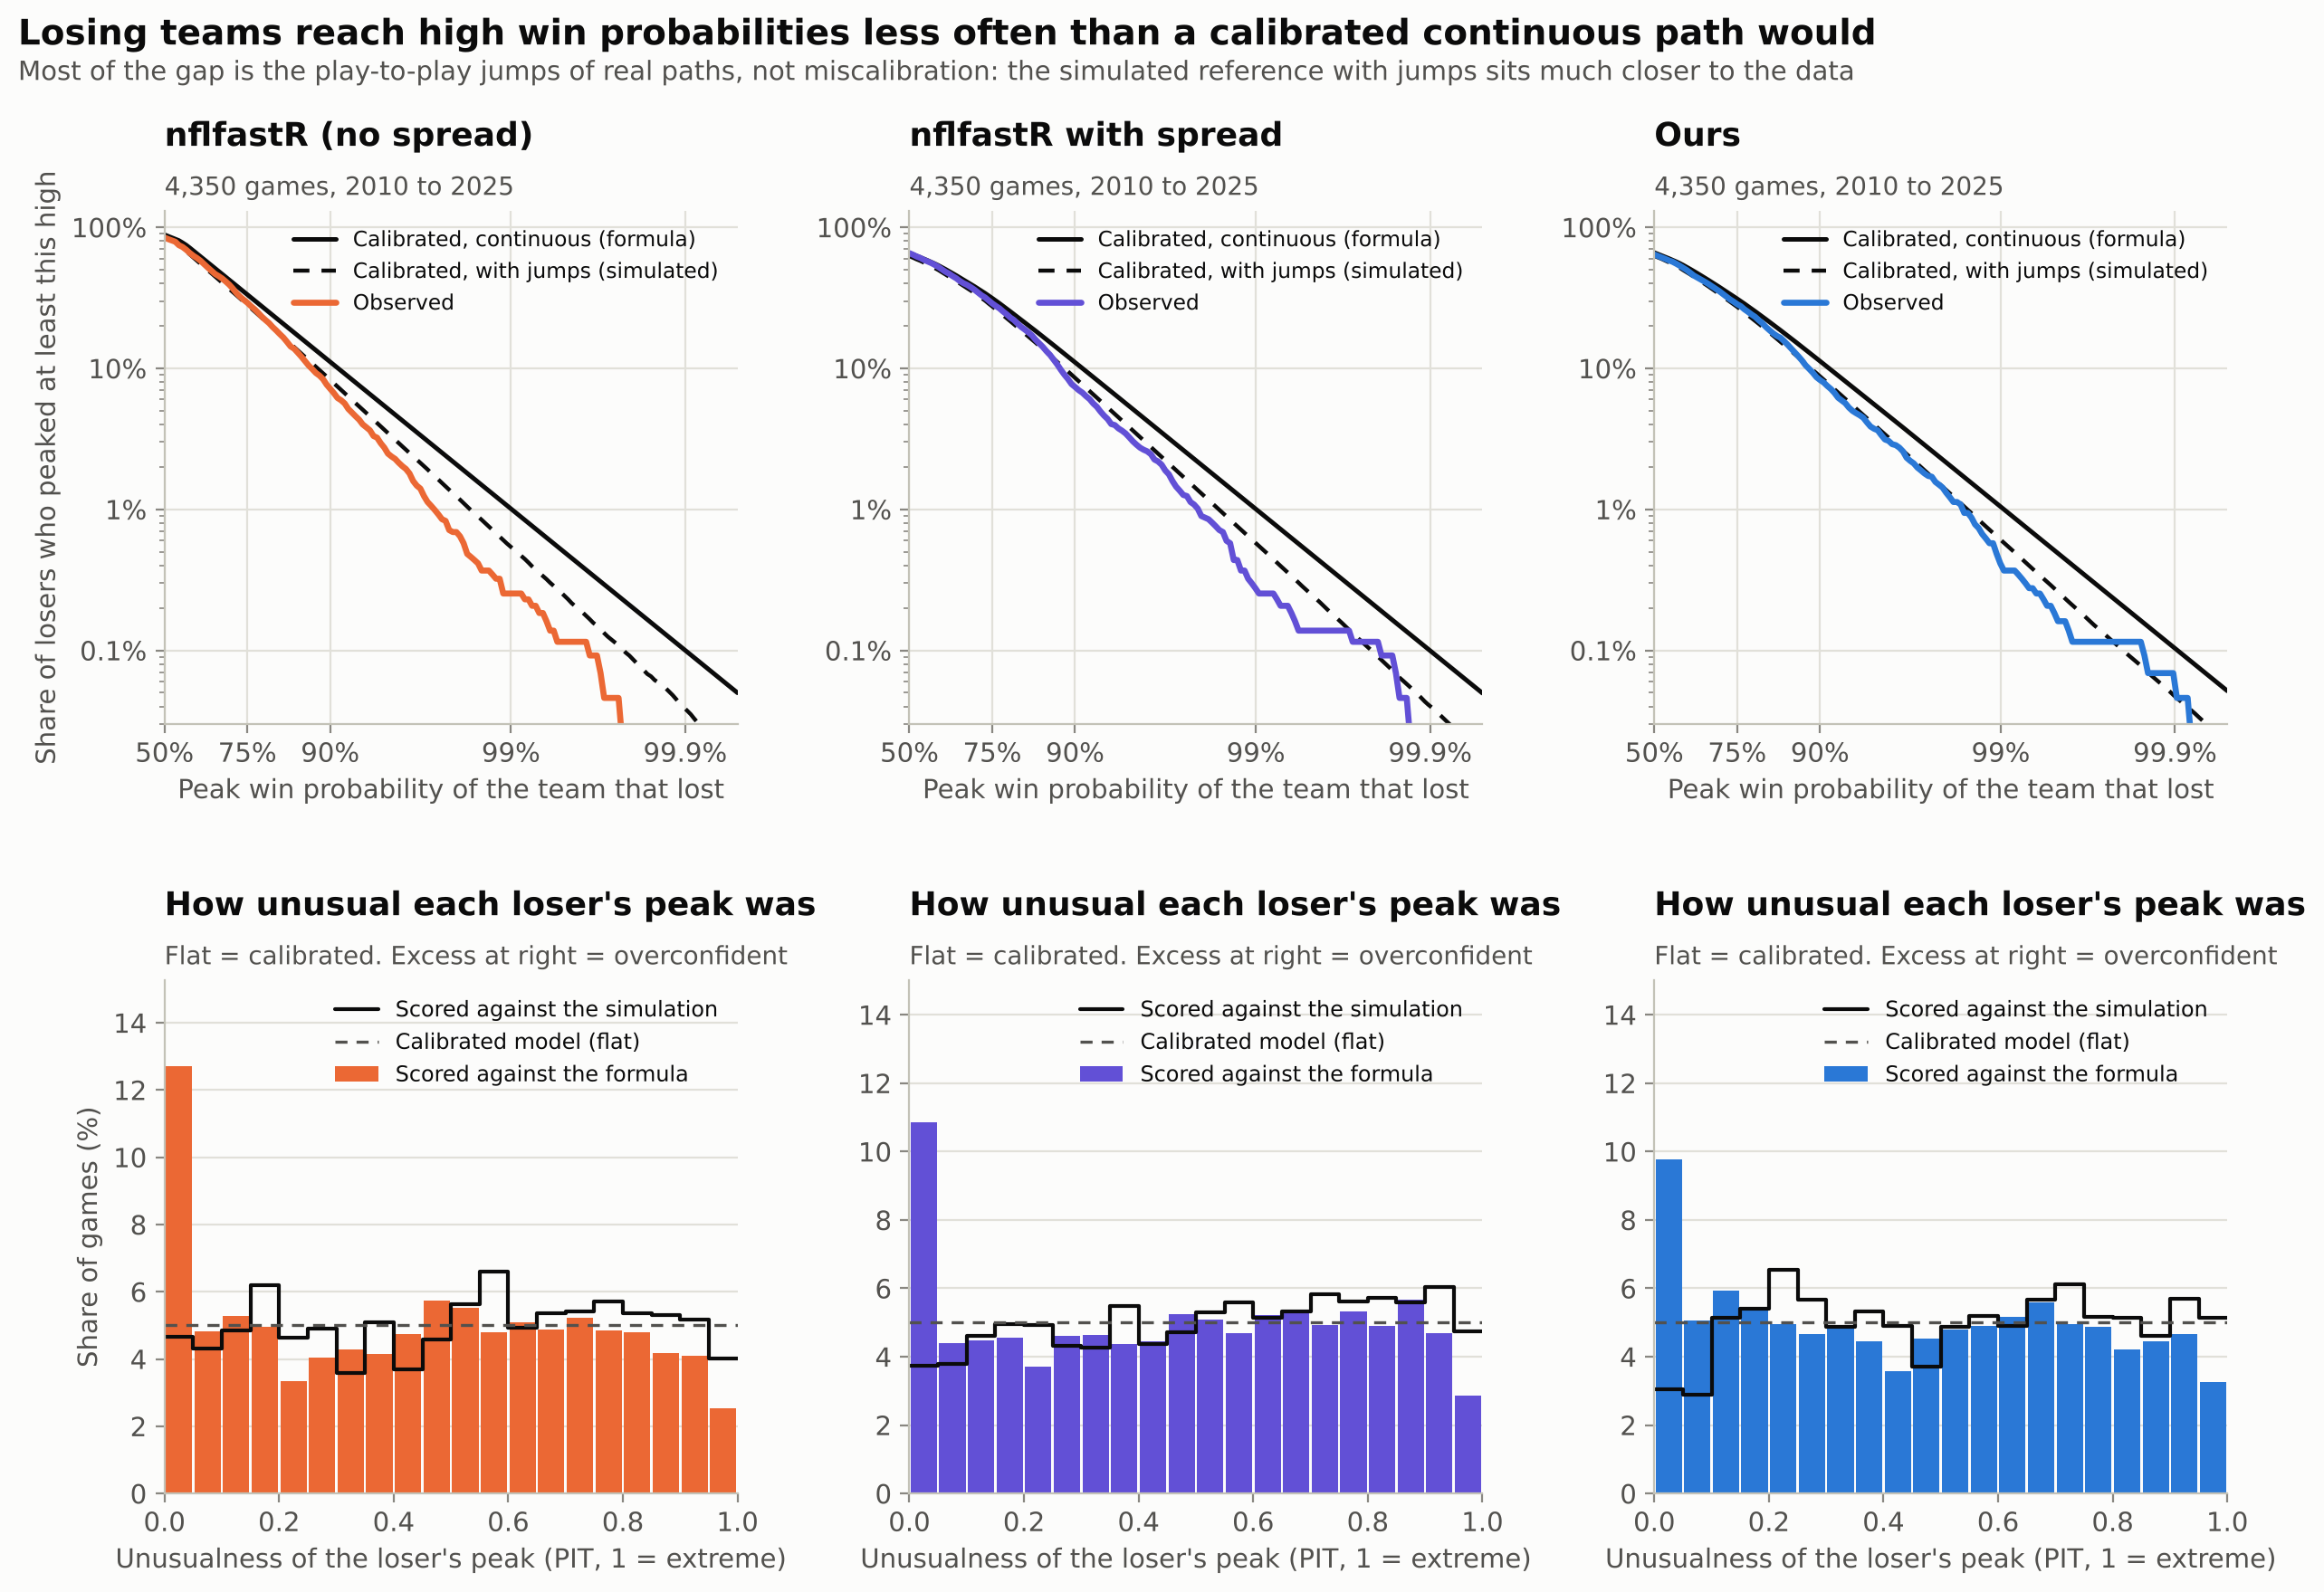 Losing teams reach high win probabilities less often than a calibrated continuous path would
Most of the gap is the play-to-play jumps of real paths, not miscalibration: the simulated reference with jumps sits much closer to the data
nflfastR (no spread)
4,350 games, 2010 to 2025
Share of losers who peaked at least this high
100%
10%
1%
0.1%
Calibrated, continuous (formula)
Calibrated, with jumps (simulated)
Observed
50%
75%
90%
99%
99.9%
Peak win probability of the team that lost
nflfastR with spread
4,350 games, 2010 to 2025
100%
10%
1%
0.1%
Calibrated, continuous (formula)
Calibrated, with jumps (simulated)
Observed
50%
75%
90%
99%
99.9%
Peak win probability of the team that lost
Ours
4,350 games, 2010 to 2025
100%
10%
1%
0.1%
Calibrated, continuous (formula)
Calibrated, with jumps (simulated)
Observed
50%
75%
90%
99%
99.9%
Peak win probability of the team that lost
How unusual each loser's peak was
Flat = calibrated. Excess at right = overconfident
Share of games (%)
14
12
10
8
6
4
2
0
Scored against the simulation
Calibrated model (flat)
Scored against the formula
0.0
0.2
0.4
0.6
0.8
1.0
Unusualness of the loser's peak (PIT, 1 = extreme)
How unusual each loser's peak was
Flat = calibrated. Excess at right = overconfident
14
12
10
8
6
4
2
0
Scored against the simulation
Calibrated model (flat)
Scored against the formula
0.0
0.2
0.4
0.6
0.8
1.0
Unusualness of the loser's peak (PIT, 1 = extreme)
How unusual each loser's peak was
Flat = calibrated. Excess at right = overconfident
14
12
10
8
6
4
2
0
Scored against the simulation
Calibrated model (flat)
Scored against the formula
0.0
0.2
0.4
0.6
0.8
1.0
Unusualness of the loser's peak (PIT, 1 = extreme)